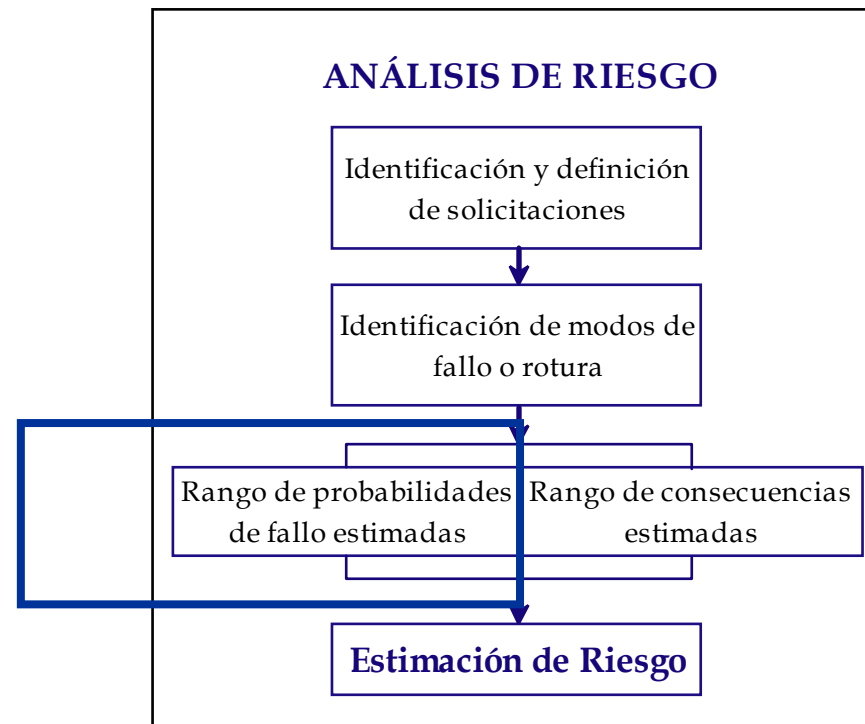 ANÁLISIS DE RIESGO
Identificación y definición
de solicitaciones
Identificación de modos de
fallo o rotura
Rango de probabilidades
de fallo estimadas
Rango de consecuencias
estimadas
Estimación de Riesgo